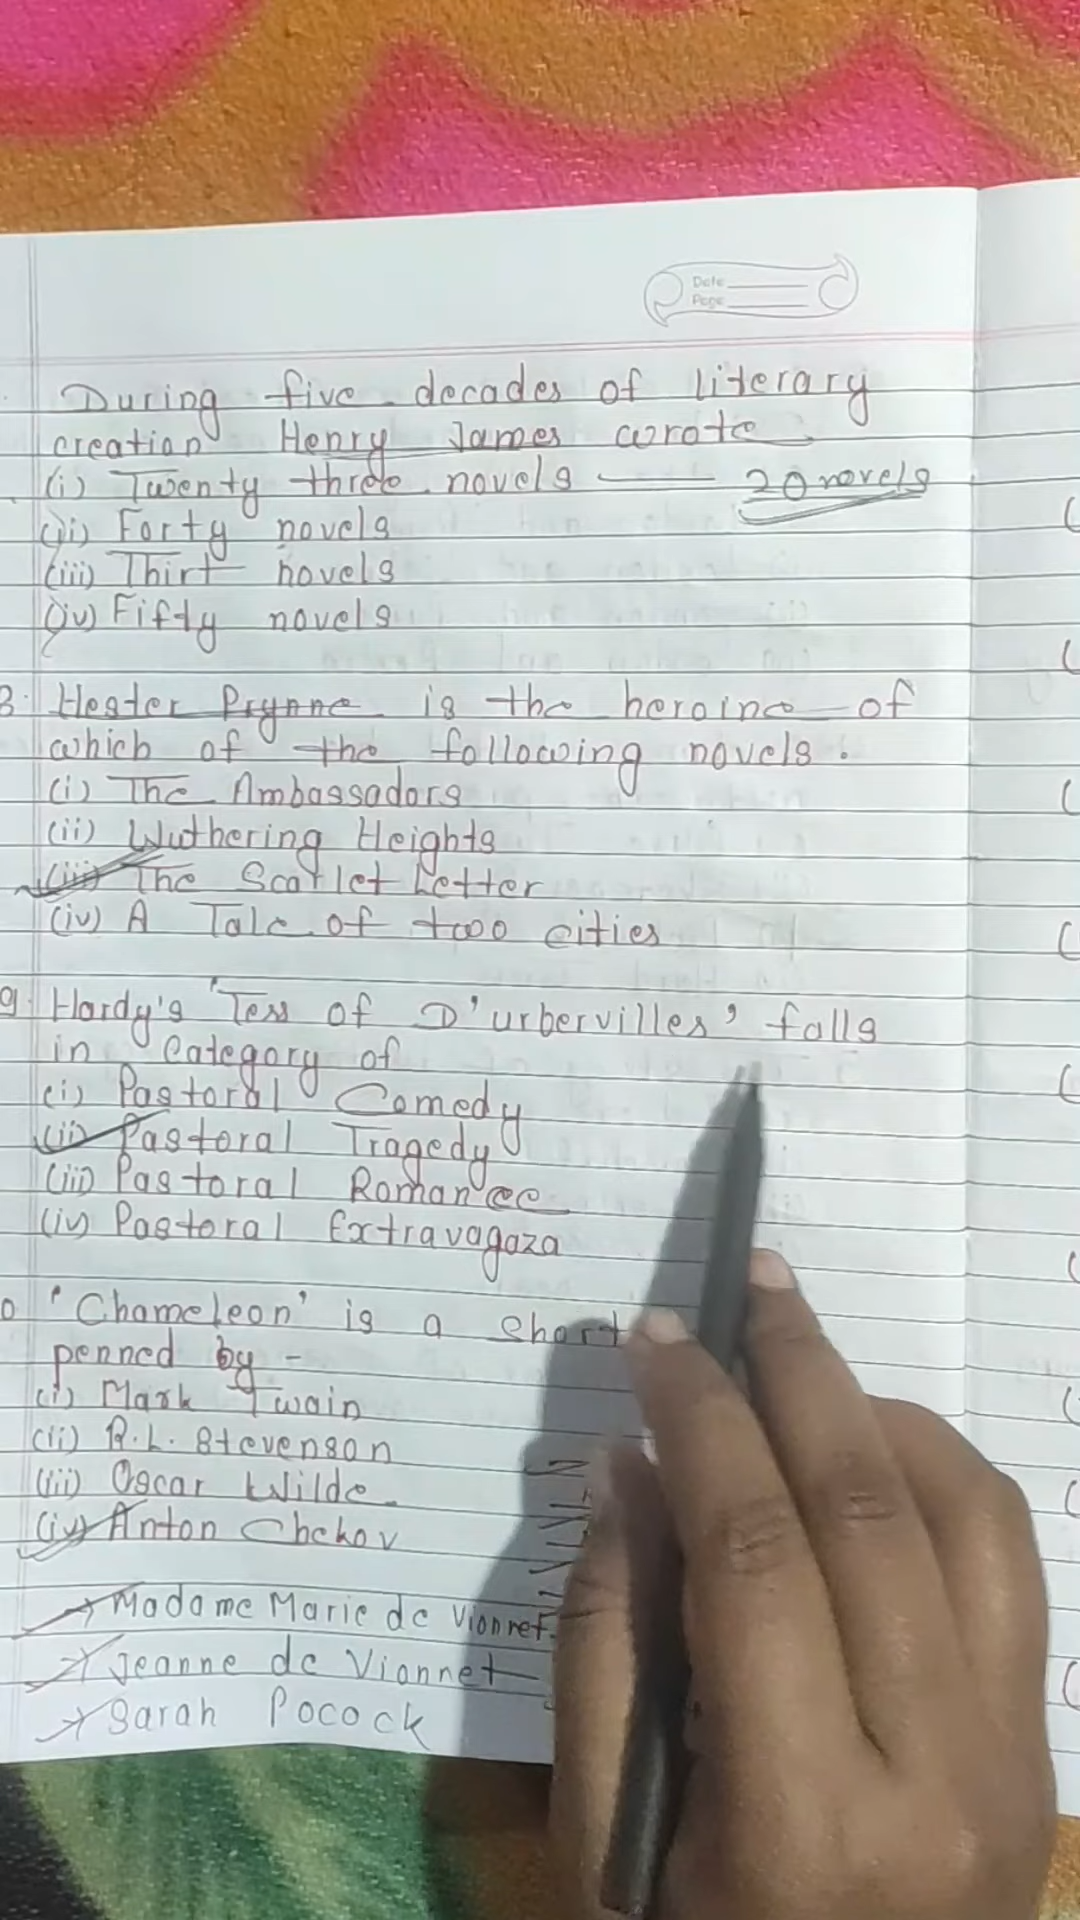 Date
Page
During five decades of literary
creation Henry James wrote
(i) Twenty three novels — 20 novels
(ii) Forty novels
(iii) Thirt novels
(iv) Fifty novels
8. Hester Prynne is the heroine of
which of the following novels.
(i) The Ambassadors
(ii) Wuthering Heights
(iii) The Scarlet Letter
(iv) A Tale of two cities
9. Hardy's 'Tess of D'urbervilles' falls
in category of
(i) Pastoral Comedy
(ii) Pastoral Tragedy
(iii) Pastoral Romance
(iv) Pastoral Extravagaza
0 'Chameleon' is a short
penned by -
(i) Mark Twain
(ii) R.L. Stevenson
(iii) Oscar Wilde
(iv) Anton Chekov
→ Madame Marie de Vionnet.
→ Jeanne de Vionnet
→ Sarah Pocock